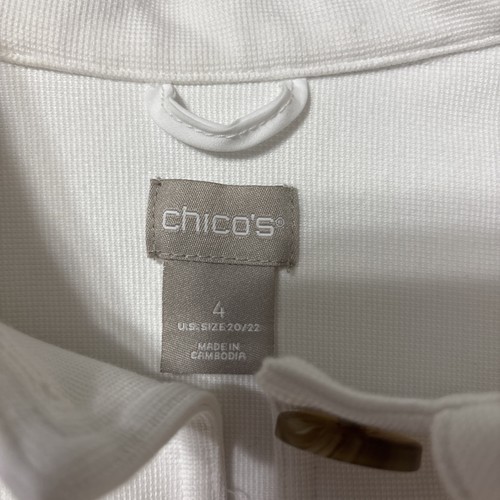 chico's®
4
U.S. SIZE 20/22
MADE IN
CAMBODIA